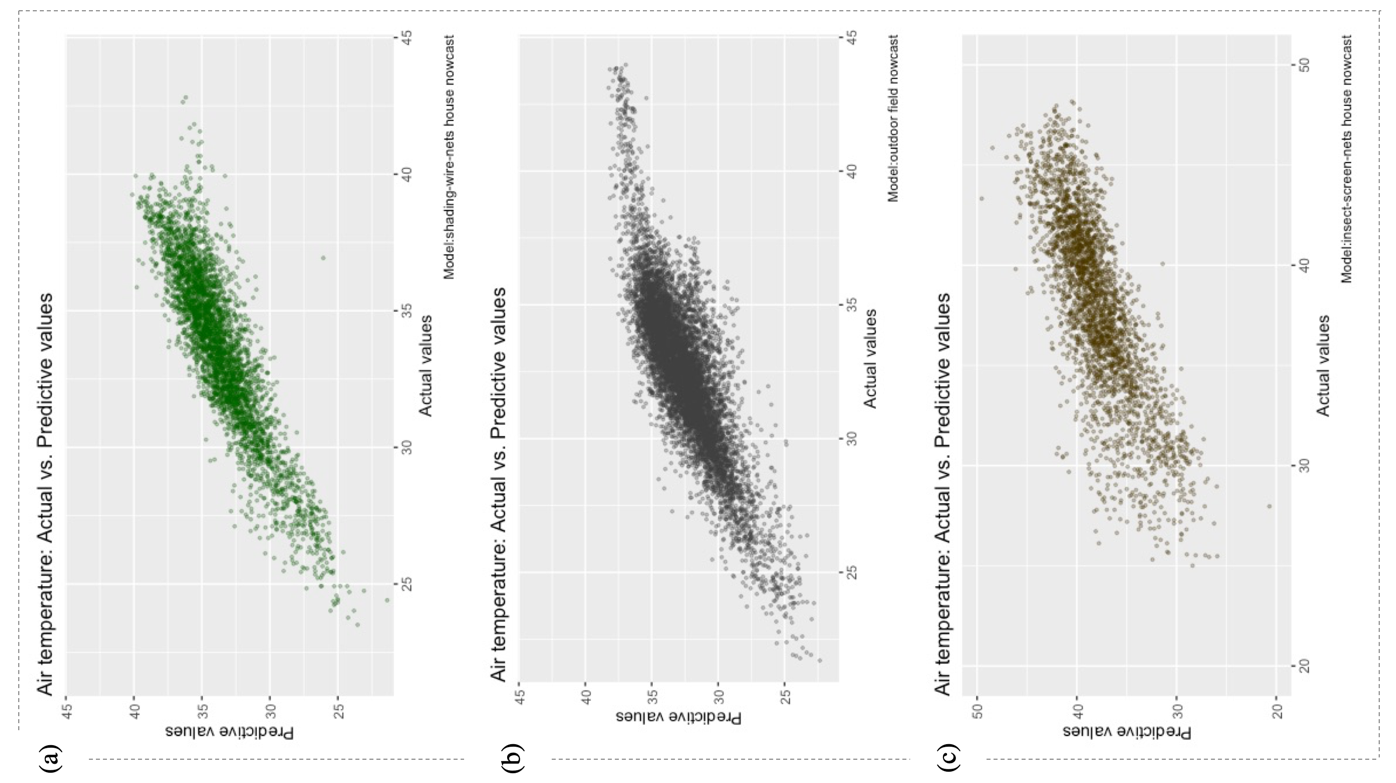 (a)
Air temperature: Actual vs. Predictive values
Predictive values
45
40
35
30
25
25
30
35
40
45
Actual values
Model:shading-wire-nets house nowcast
(b)
Air temperature: Actual vs. Predictive values
Predictive values
45
40
35
30
25
25
30
35
40
45
Actual values
Model:outdoor field nowcast
(c)
Air temperature: Actual vs. Predictive values
Predictive values
50
40
30
20
20
30
40
50
Actual values
Model:insect-screen-nets house nowcast